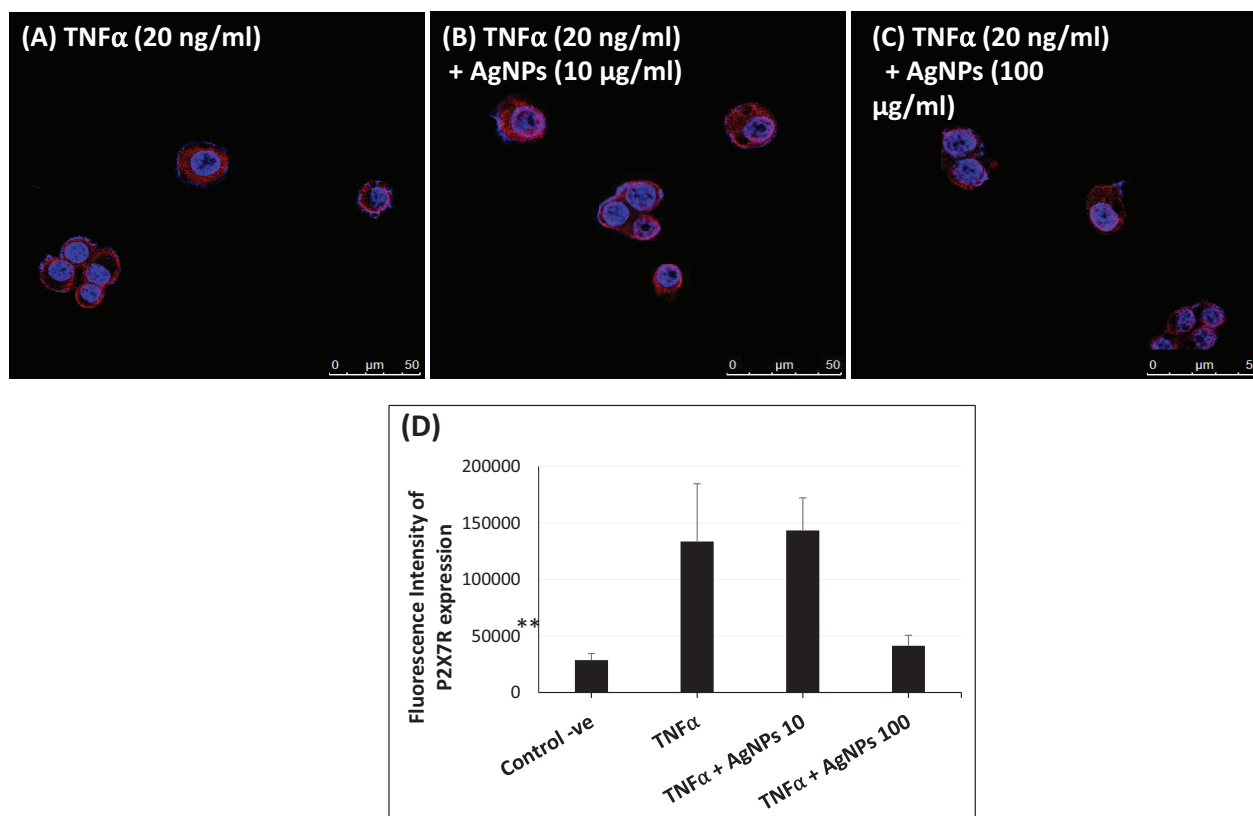 (A) TNFα (20 ng/ml)
0 µm 50
(B) TNFα (20 ng/ml)
+ AgNPs (10 µg/ml)
0 µm 50
(C) TNFα (20 ng/ml)
+ AgNPs (100
µg/ml)
0 µm 5
(D)
Fluorescence Intensity of
P2X7R expression
200000
150000
100000
**
50000
0
Control -ve
TNFα
TNFα + AgNPs 10
TNFα + AgNPs 100